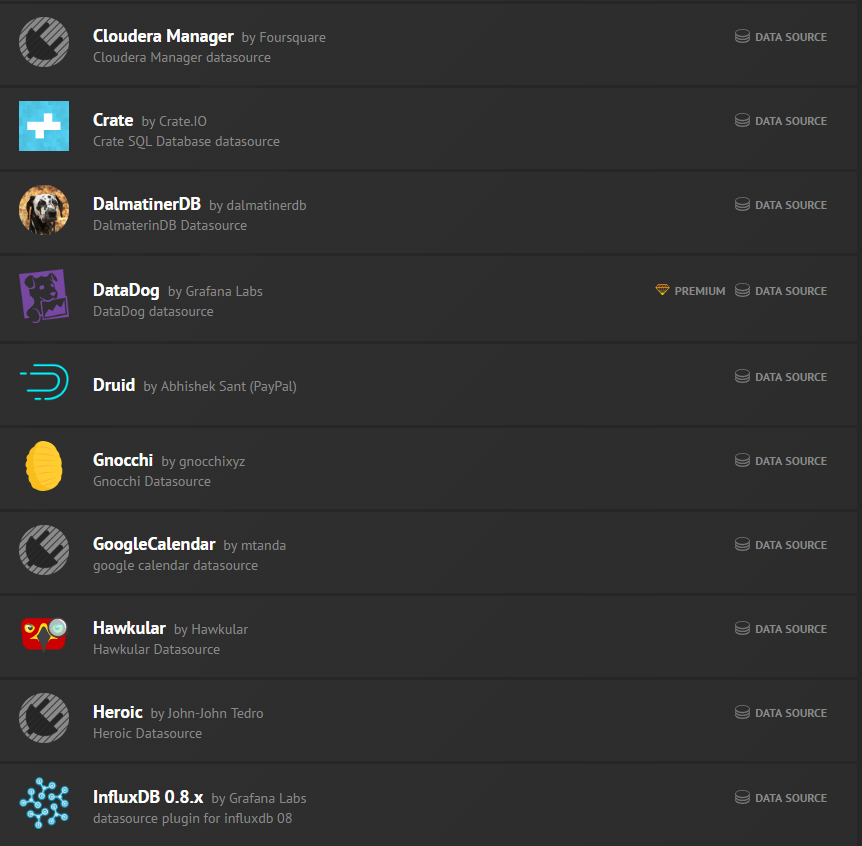 Cloudera Manager by Foursquare DATA SOURCE
Cloudera Manager datasource
Crate by Crate.IO DATA SOURCE
Crate SQL Database datasource
DalmatinerDB by dalmatinerdb DATA SOURCE
DalmaterinDB Datasource
DataDog by Grafana Labs PREMIUM DATA SOURCE
DataDog datasource
Druid by Abhishek Sant (PayPal) DATA SOURCE
Gnocchi by gnocchixyz DATA SOURCE
Gnocchi Datasource
GoogleCalendar by mtanda DATA SOURCE
google calendar datasource
Hawkular by Hawkular DATA SOURCE
Hawkular Datasource
Heroic by John-John Tedro DATA SOURCE
Heroic Datasource
InfluxDB 0.8.x by Grafana Labs DATA SOURCE
datasource plugin for influxdb 08